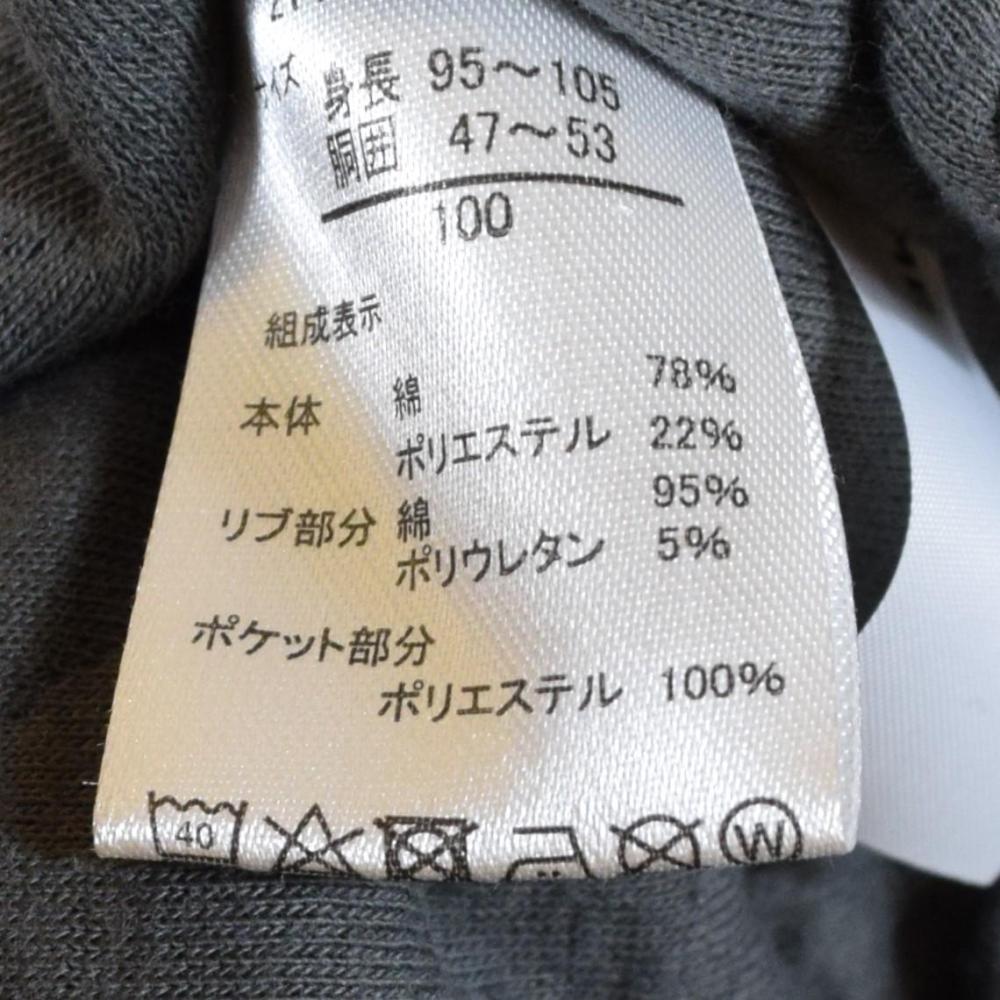 身長 95～105
胴囲 47～53
100
組成表示
本体 綿 78%
ポリエステル 22%
リブ部分 綿 95%
ポリウレタン 5%
ポケット部分
ポリエステル 100%
40
W